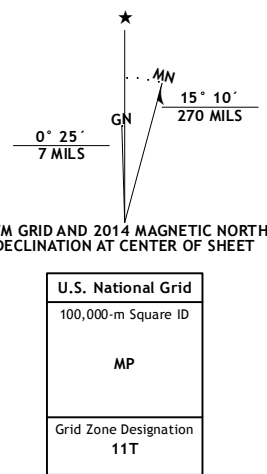 ★
MN
GN
15° 10´
270 MILS
0° 25´
7 MILS
M GRID AND 2014 MAGNETIC NORTH
DECLINATION AT CENTER OF SHEET
U.S. National Grid
100,000-m Square ID
MP
Grid Zone Designation
11T